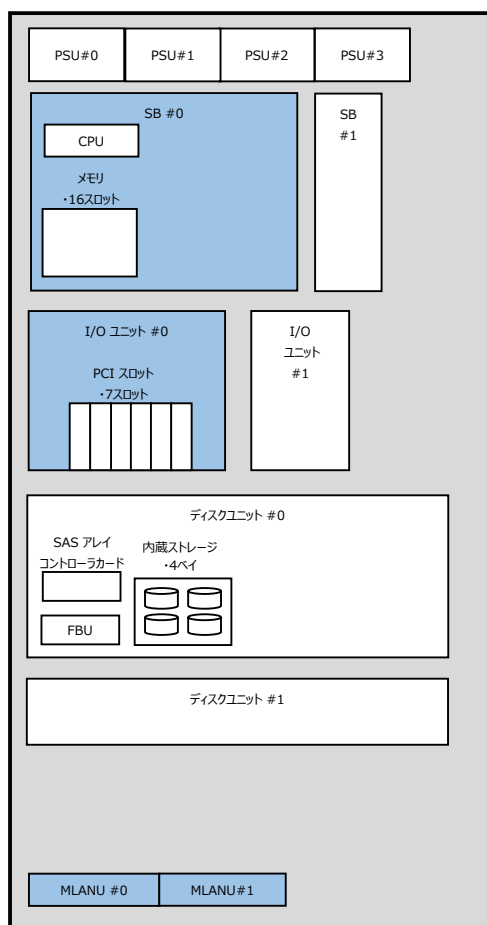 PSU#0
PSU#1
PSU#2
PSU#3
SB #0
CPU
メモリ
・16スロット
SB
#1
I/O ユニット #0
PCI スロット
・7スロット
I/O
ユニット
#1
ディスクユニット #0
SAS アレイ
コントローラカード
FBU
内蔵ストレージ
・4ベイ
ディスクユニット #1
MLANU #0
MLANU#1